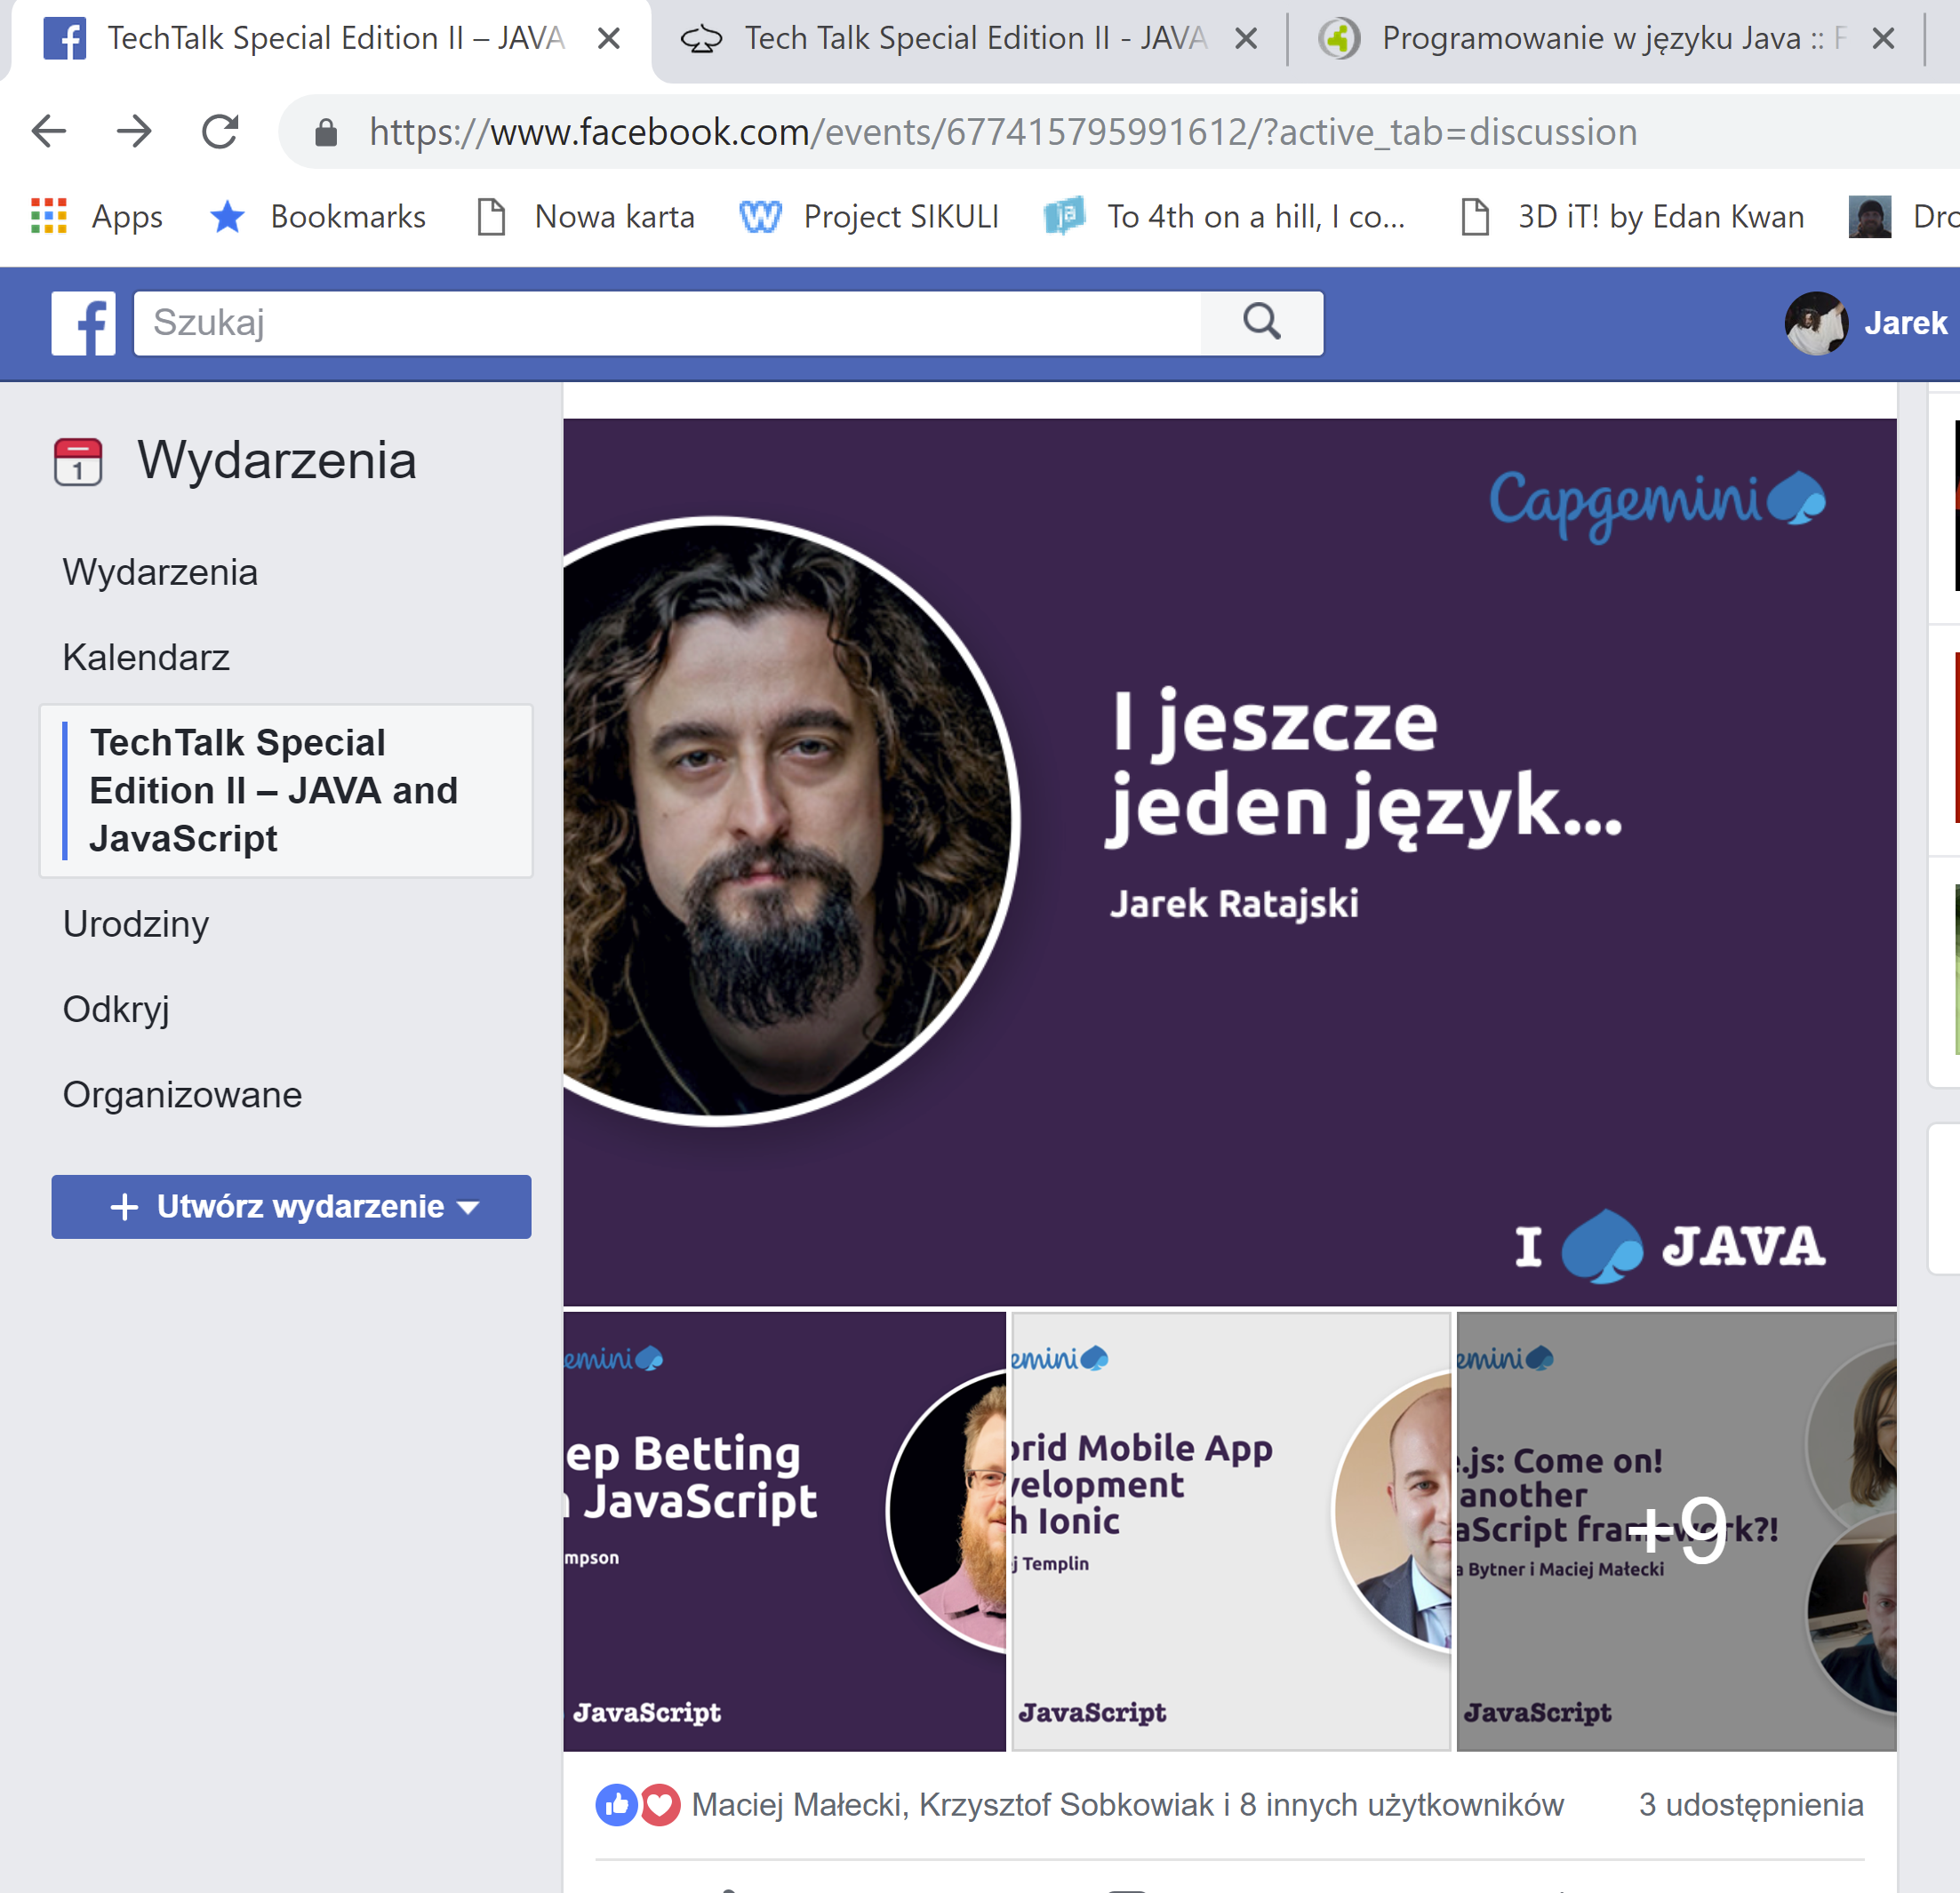 TechTalk Special Edition II – JAVA
Tech Talk Special Edition II - JAVA
Programowanie w języku Java :: F
https://www.facebook.com/events/677415795991612/?active_tab=discussion
Apps
Bookmarks
Nowa karta
Project SIKULI
To 4th on a hill, I co...
3D iT! by Edan Kwan
Dro
Szukaj
Jarek
1
Wydarzenia
Wydarzenia
Kalendarz
TechTalk Special
Edition II – JAVA and
JavaScript
Urodziny
Odkryj
Organizowane
+ Utwórz wydarzenie
Capgemini
I jeszcze
jeden język...
Jarek Ratajski
I JAVA
emini
ep Betting
JavaScript
mpson
JavaScript
emini
orid Mobile App
velopment
h Ionic
j Templin
JavaScript
emini
.js: Come on!
another
aScript framework?!
a Bytner i Maciej Małecki
+9
JavaScript
Maciej Małecki, Krzysztof Sobkowiak i 8 innych użytkowników
3 udostępnienia